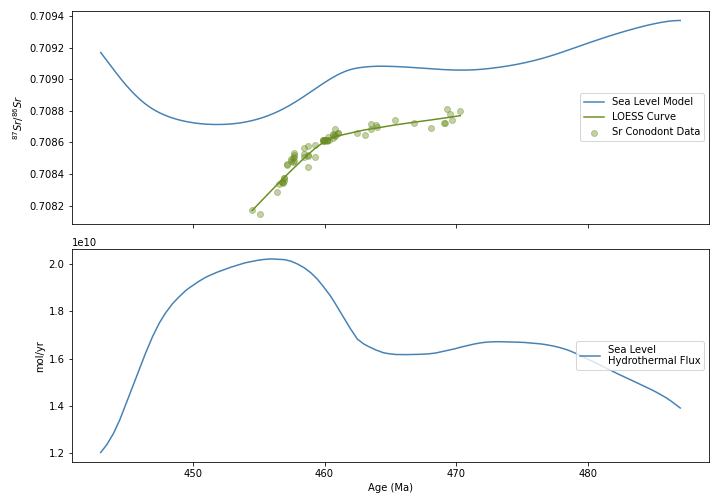 0.7094
0.7092
0.7090
0.7088
0.7086
0.7084
0.7082
⁸⁷Sr/⁸⁶Sr
Sea Level Model
LOESS Curve
Sr Conodont Data
1e10
2.0
1.8
1.6
1.4
1.2
mol/yr
Sea Level
Hydrothermal Flux
450
460
470
480
Age (Ma)